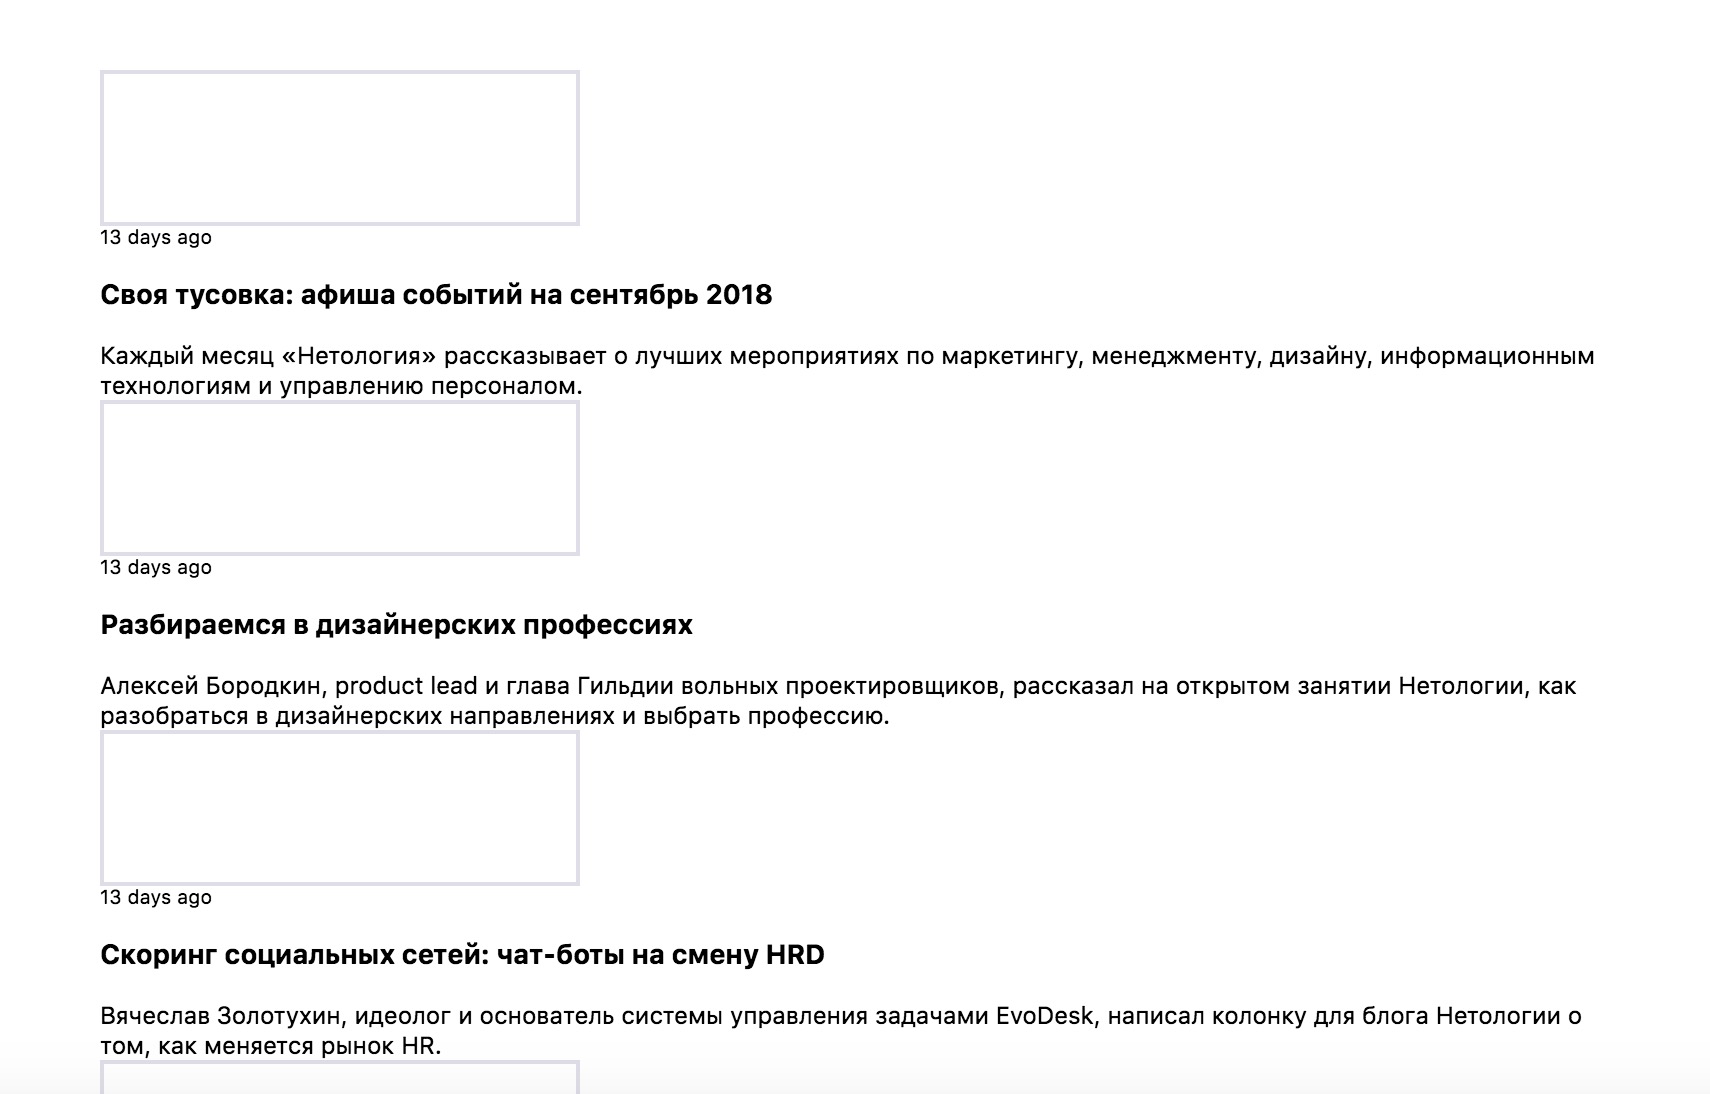 13 days ago
Своя тусовка: афиша событий на сентябрь 2018
Каждый месяц «Нетология» рассказывает о лучших мероприятиях по маркетингу, менеджменту, дизайну, информационным
технологиям и управлению персоналом.
13 days ago
Разбираемся в дизайнерских профессиях
Алексей Бородкин, product lead и глава Гильдии вольных проектировщиков, рассказал на открытом занятии Нетологии, как
разобраться в дизайнерских направлениях и выбрать профессию.
13 days ago
Скоринг социальных сетей: чат-боты на смену HRD
Вячеслав Золотухин, идеолог и основатель системы управления задачами EvoDesk, написал колонку для блога Нетологии о
том, как меняется рынок HR.